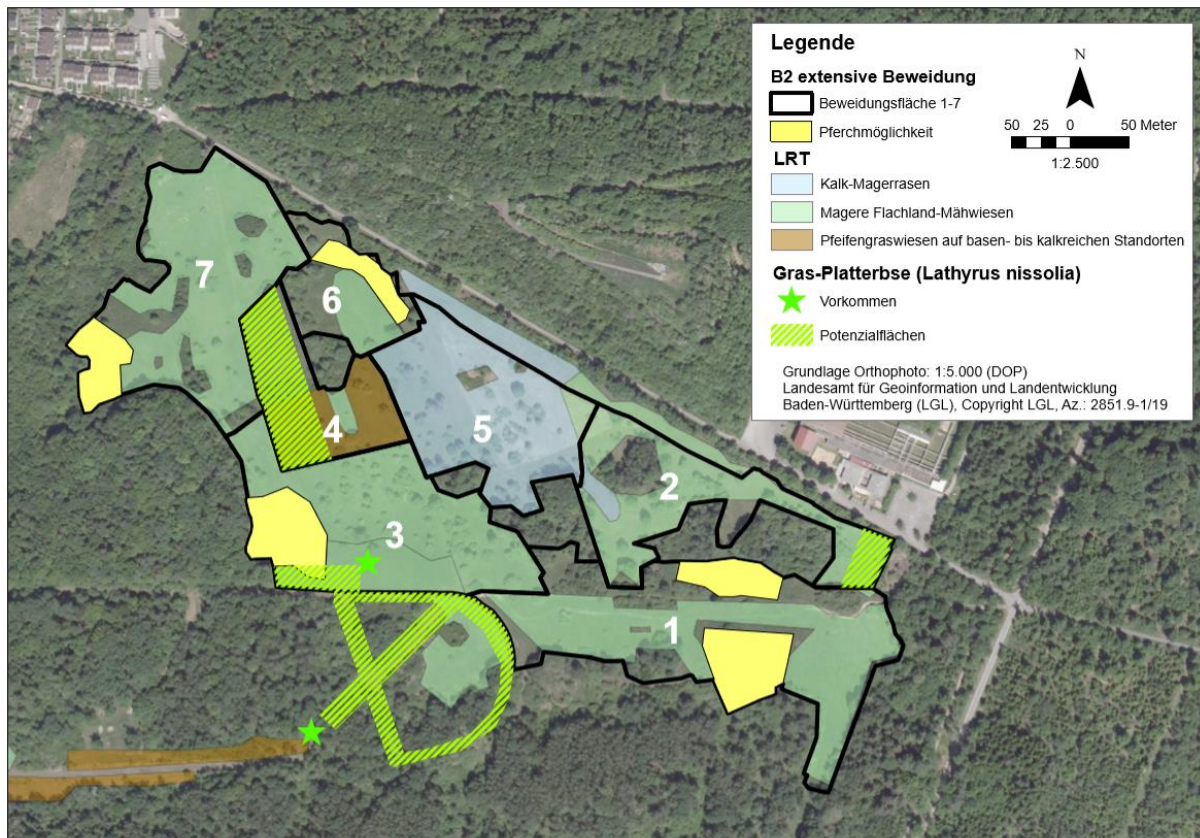 Legende
B2 extensive Beweidung
Beweidungsfläche 1-7
Pferchmöglichkeit
N
50 25 0 50 Meter
1:2.500
LRT
Kalk-Magerrasen
Magere Flachland-Mähwiesen
Pfeifengraswiesen auf basen- bis kalkreichen Standorten
Gras-Platterbse (Lathyrus nissolia)
Vorkommen
Potenzialflächen
Grundlage Orthophoto: 1:5.000 (DOP)
Landesamt für Geoinformation und Landentwicklung
Baden-Württemberg (LGL), Copyright LGL, Az.: 2851.9-1/19
7
6
4
5
2
3
1